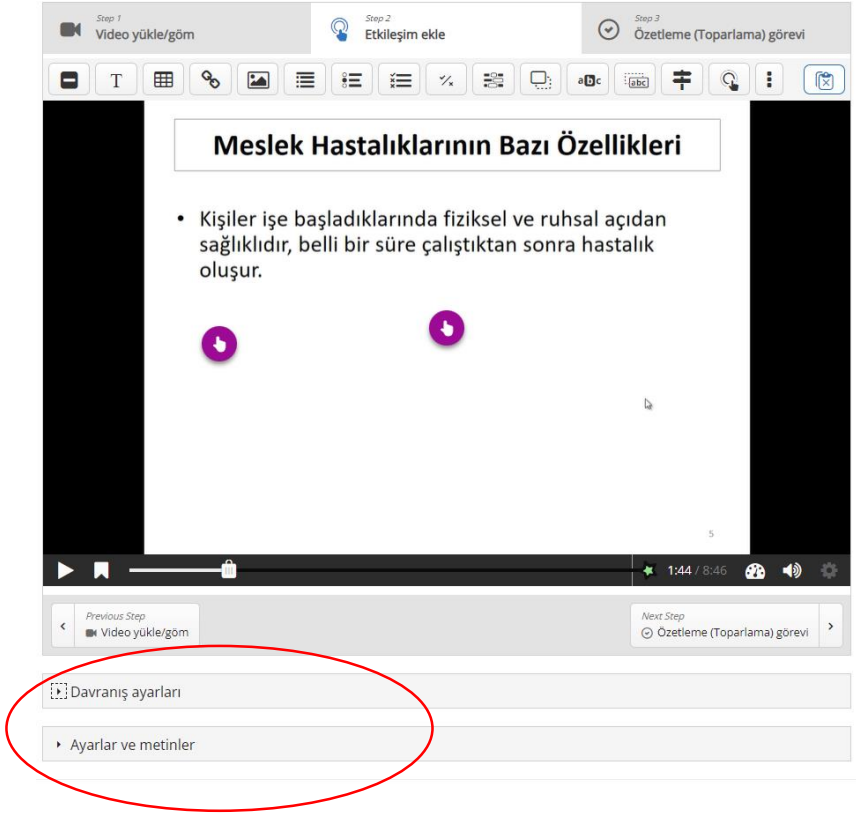 Step 1
Video yükle/göm
Step 2
Etkileşim ekle
Step 3
Özetleme (Toparlama) görevi
T
abc
abc
Meslek Hastalıklarının Bazı Özellikleri
• Kişiler işe başladıklarında fiziksel ve ruhsal açıdan
sağlıklıdır, belli bir süre çalıştıktan sonra hastalık
oluşur.
5
1:44 / 8:46
Previous Step
Video yükle/göm
Next Step
Özetleme (Toparlama) görevi
Davranış ayarları
Ayarlar ve metinler